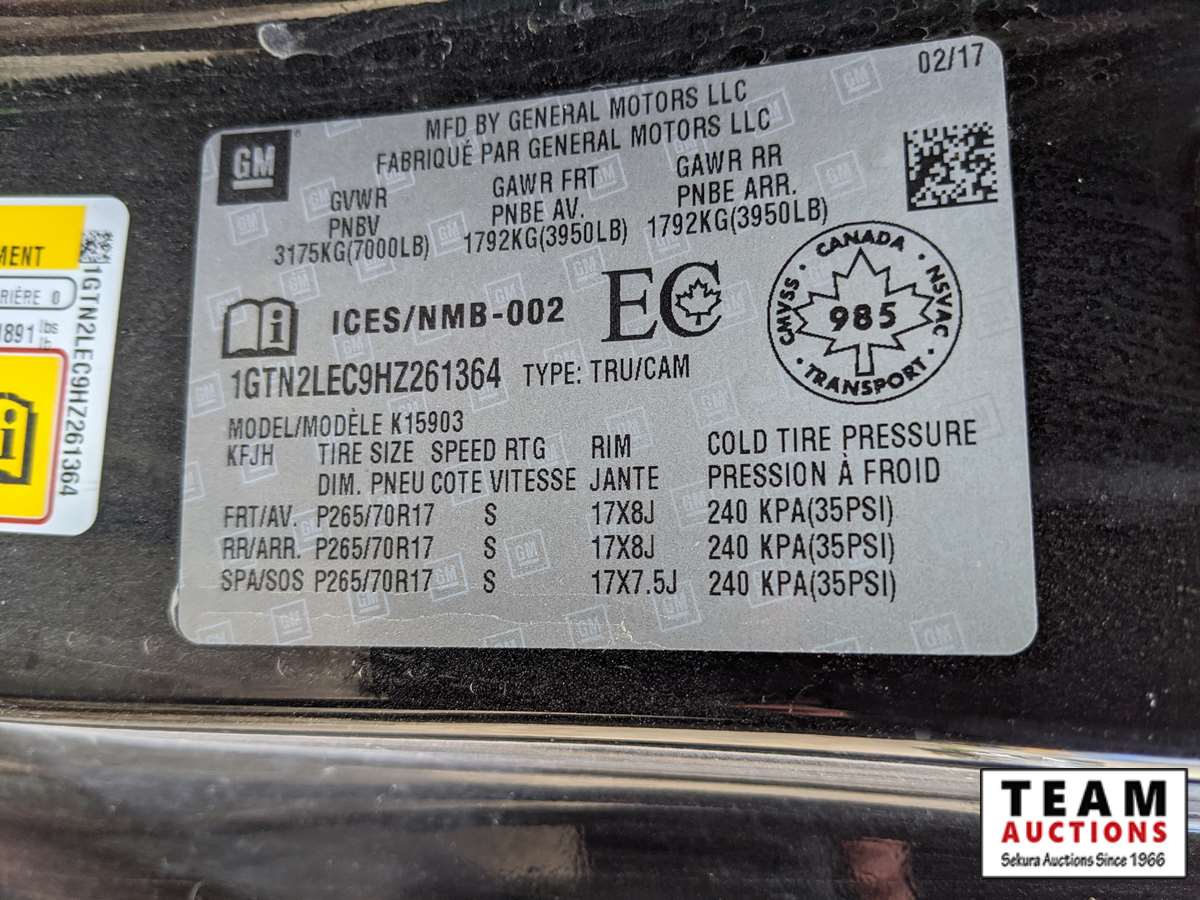 02/17
GM
MFD BY GENERAL MOTORS LLC
FABRIQUÉ PAR GENERAL MOTORS LLC
GVWR
PNBV
3175KG(7000LB)
GAWR FRT
PNBE AV.
1792KG(3950LB)
GAWR RR
PNBE ARR.
1792KG(3950LB)
ICES/NMB-002
EC
CANADA
CMVSS
NSVAC
985
TRANSPORT
1GTN2LEC9HZ261364 TYPE: TRU/CAM
MODEL/MODÈLE K15903
KFJH TIRE SIZE SPEED RTG RIM COLD TIRE PRESSURE
DIM. PNEU COTE VITESSE JANTE PRESSION À FROID
FRT/AV. P265/70R17 S 17X8J 240 KPA(35PSI)
RR/ARR. P265/70R17 S 17X8J 240 KPA(35PSI)
SPA/SOS P265/70R17 S 17X7.5J 240 KPA(35PSI)
1GTN2LEC9HZ261364
TEAM
AUCTIONS
Sekura Auctions Since 1966